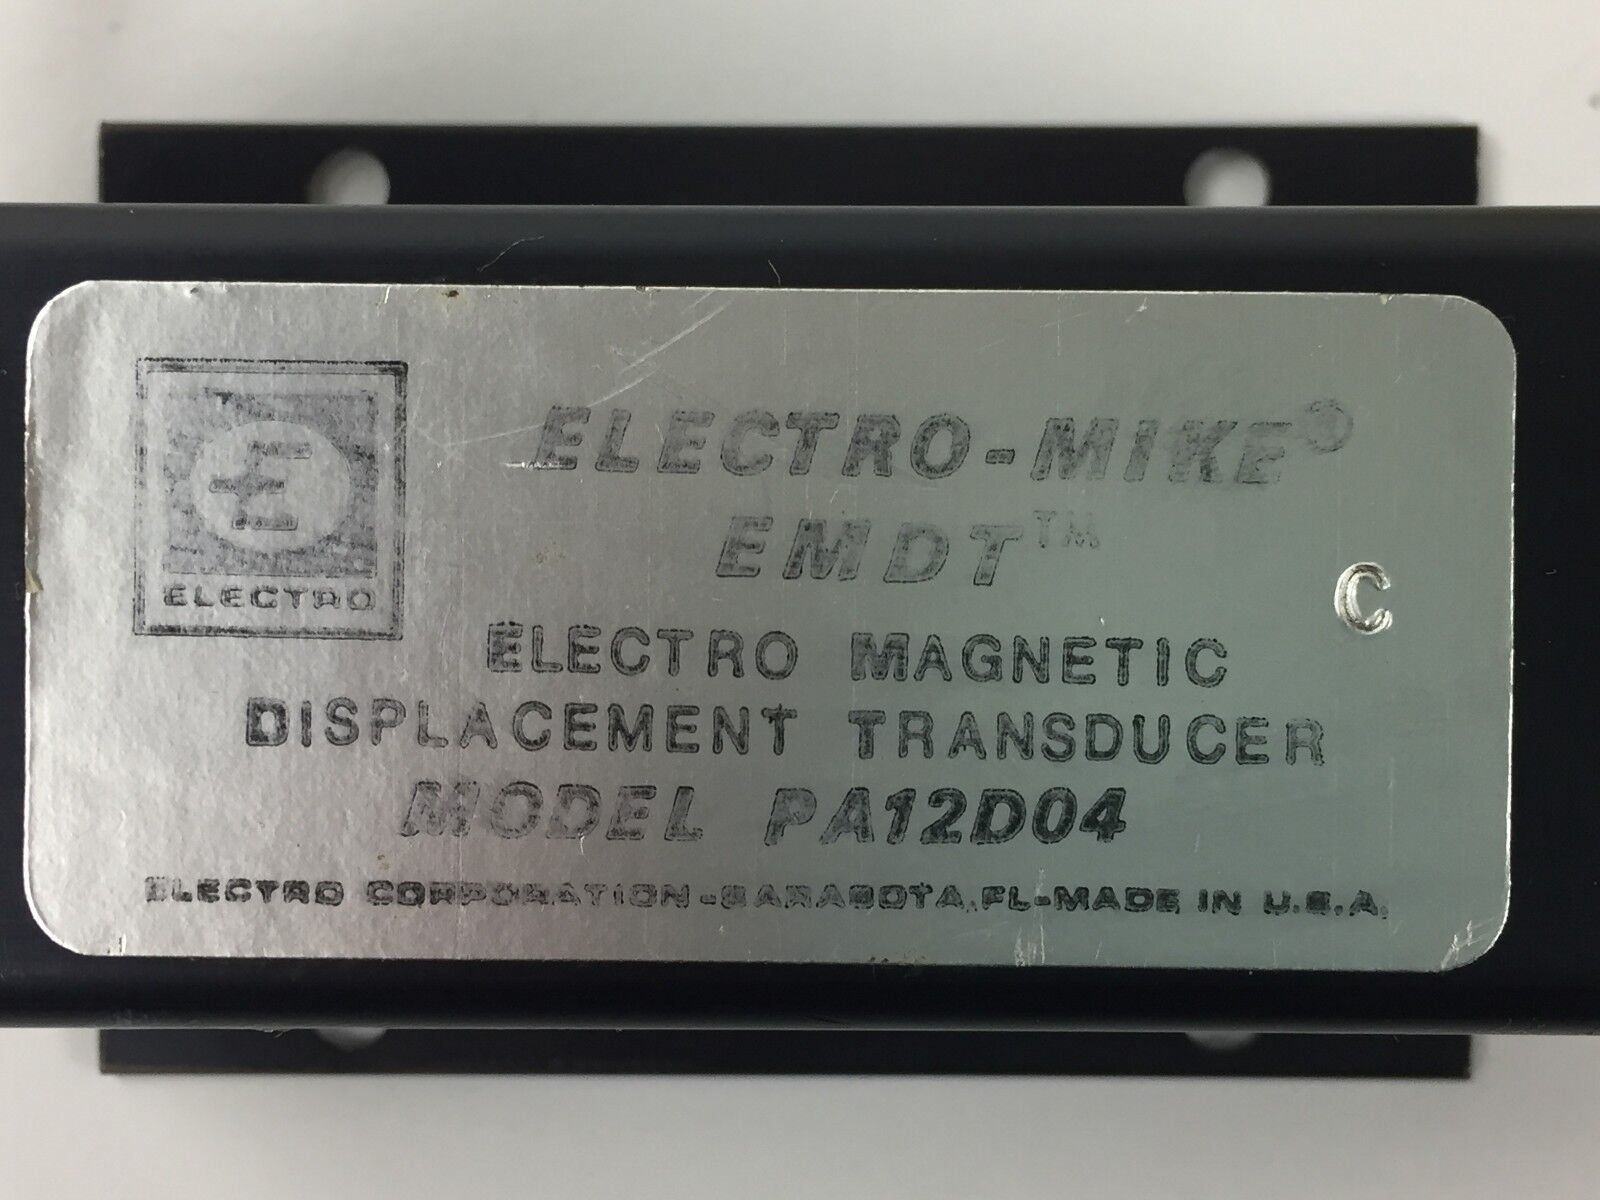 E
ELECTRO
ELECTRO-MIKE®
EMDT™
C
ELECTRO MAGNETIC
DISPLACEMENT TRANSDUCER
MODEL PA12D04
ELECTRO CORPORATION-SARASOTA, FL-MADE IN U.S.A.